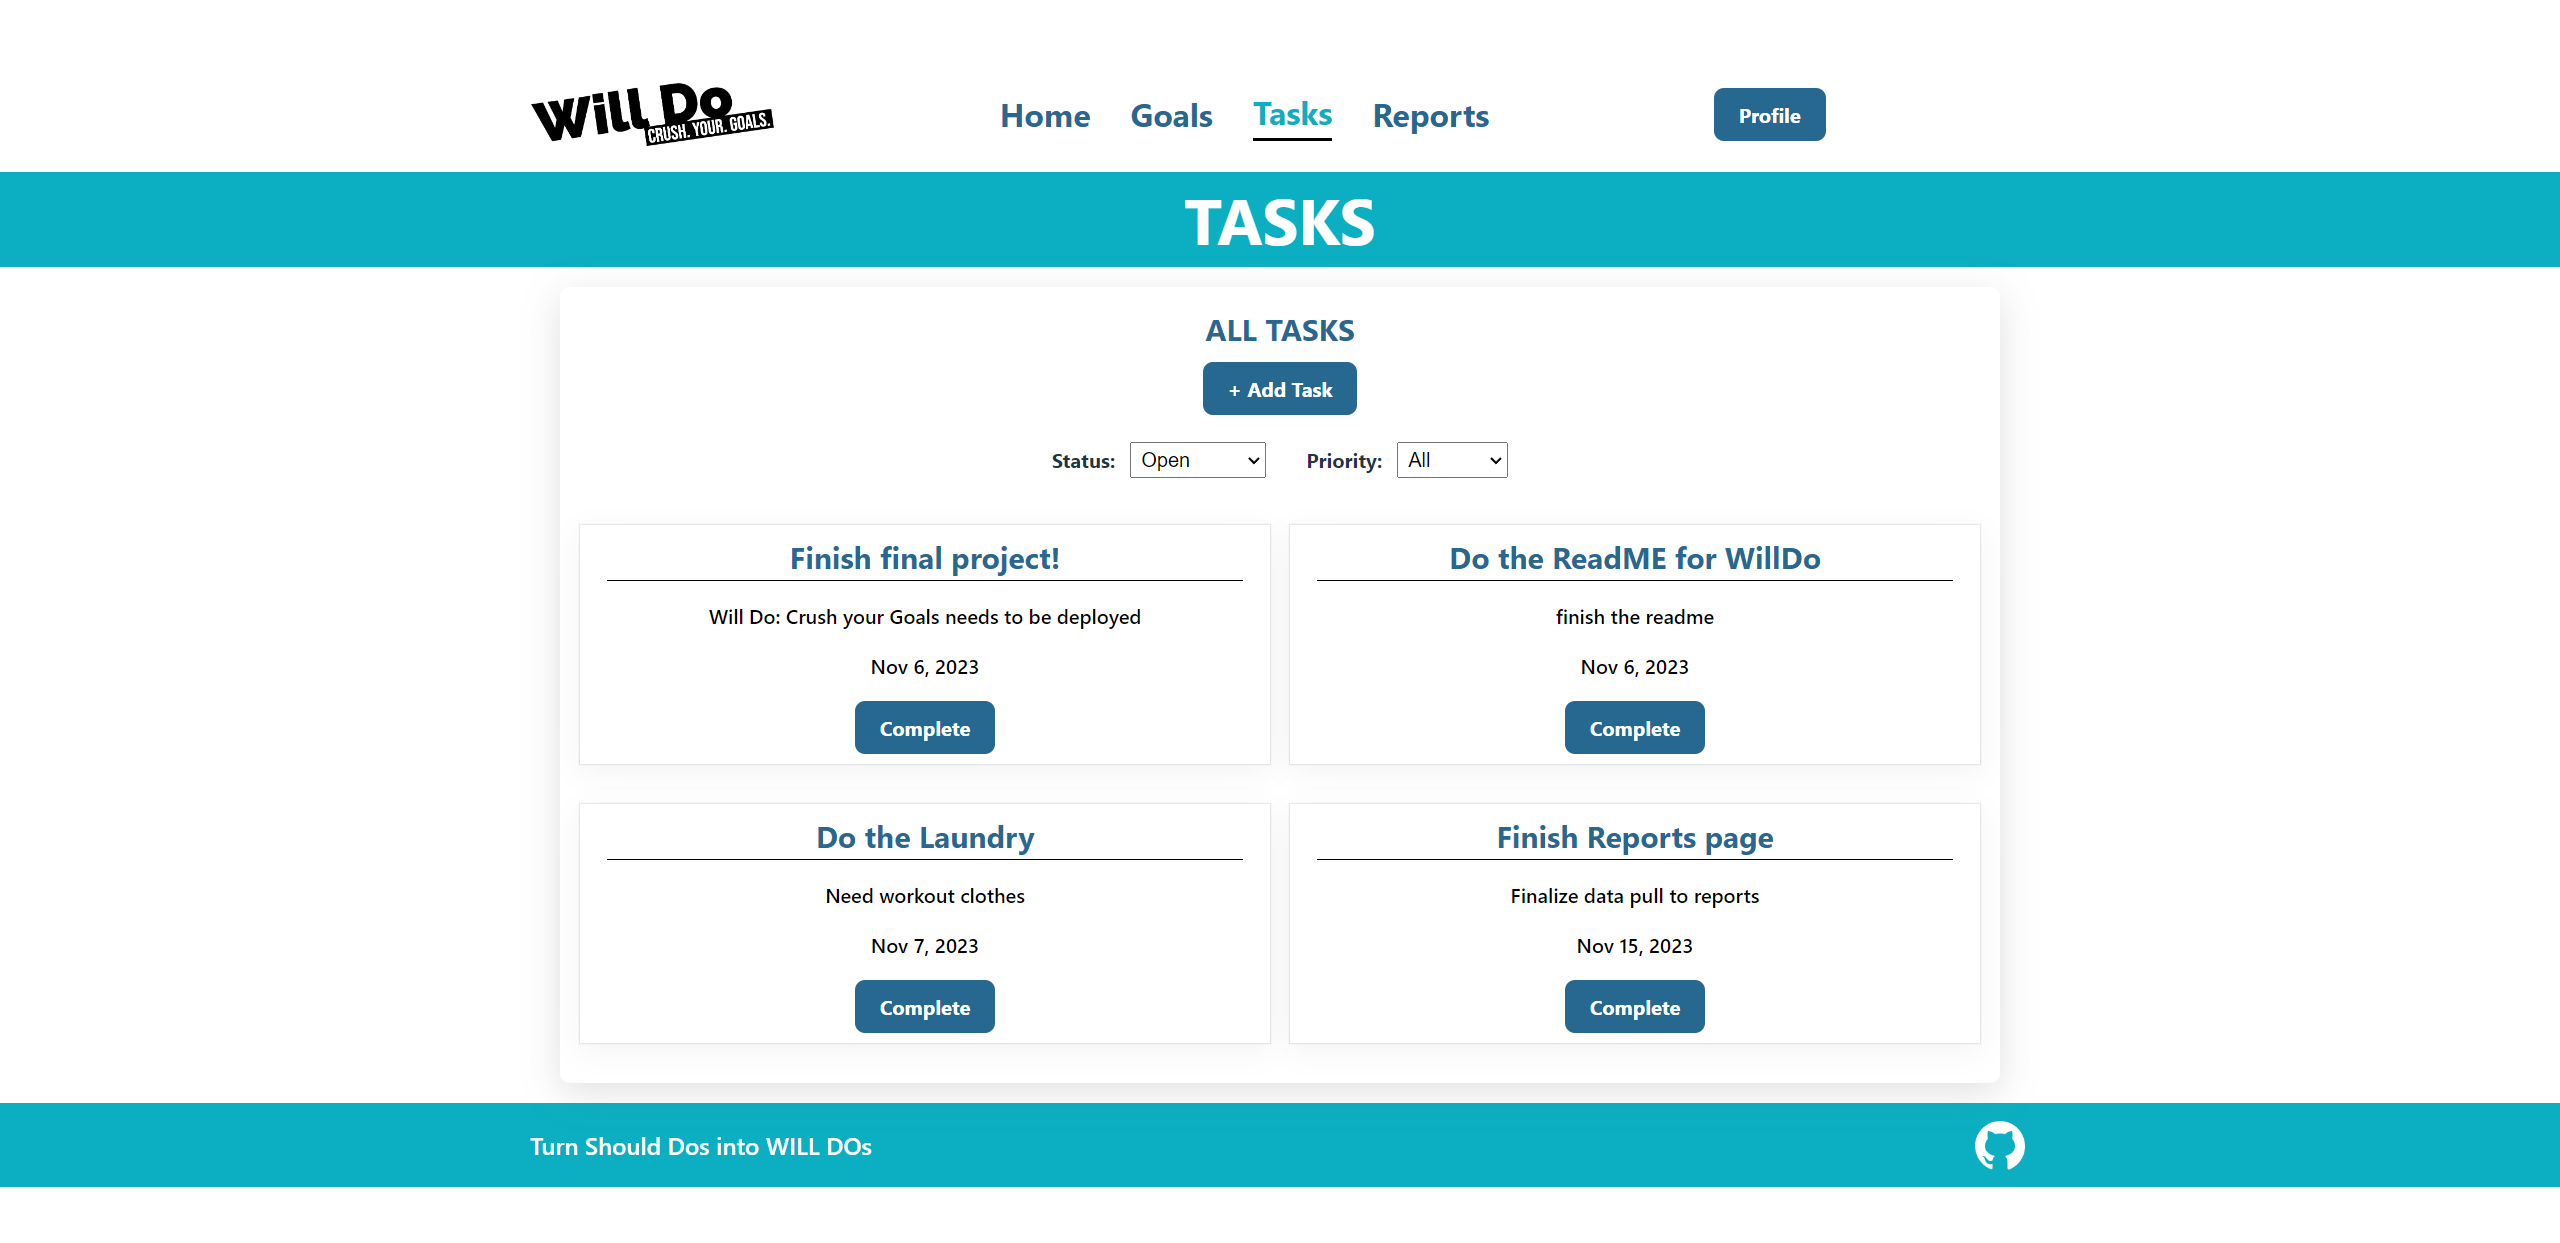 Will Do
CRUSH. YOUR. GOALS.
Home Goals Tasks Reports
Profile
TASKS
ALL TASKS
+ Add Task
Status: Open Priority: All
Finish final project!
Will Do: Crush your Goals needs to be deployed
Nov 6, 2023
Complete
Do the ReadME for WillDo
finish the readme
Nov 6, 2023
Complete
Do the Laundry
Need workout clothes
Nov 7, 2023
Complete
Finish Reports page
Finalize data pull to reports
Nov 15, 2023
Complete
Turn Should Dos into WILL DOs